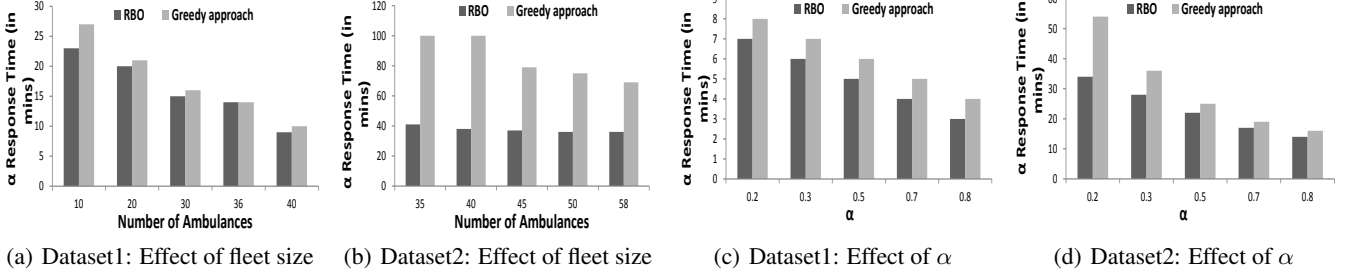 α Response Time (in mins)
30
25
20
15
10
5
0
RBO Greedy approach
10 20 30 36 40
Number of Ambulances
(a) Dataset1: Effect of fleet size
α Response Time (in mins)
120
100
80
60
40
20
0
RBO Greedy approach
35 40 45 50 58
Number of Ambulances
(b) Dataset2: Effect of fleet size
α Response Time (in mins)
9
8
7
6
5
4
3
2
1
0
RBO Greedy approach
0.2 0.3 0.5 0.7 0.8
α
(c) Dataset1: Effect of α
α Response Time (in mins)
60
50
40
30
20
10
0
RBO Greedy approach
0.2 0.3 0.5 0.7 0.8
α
(d) Dataset2: Effect of α